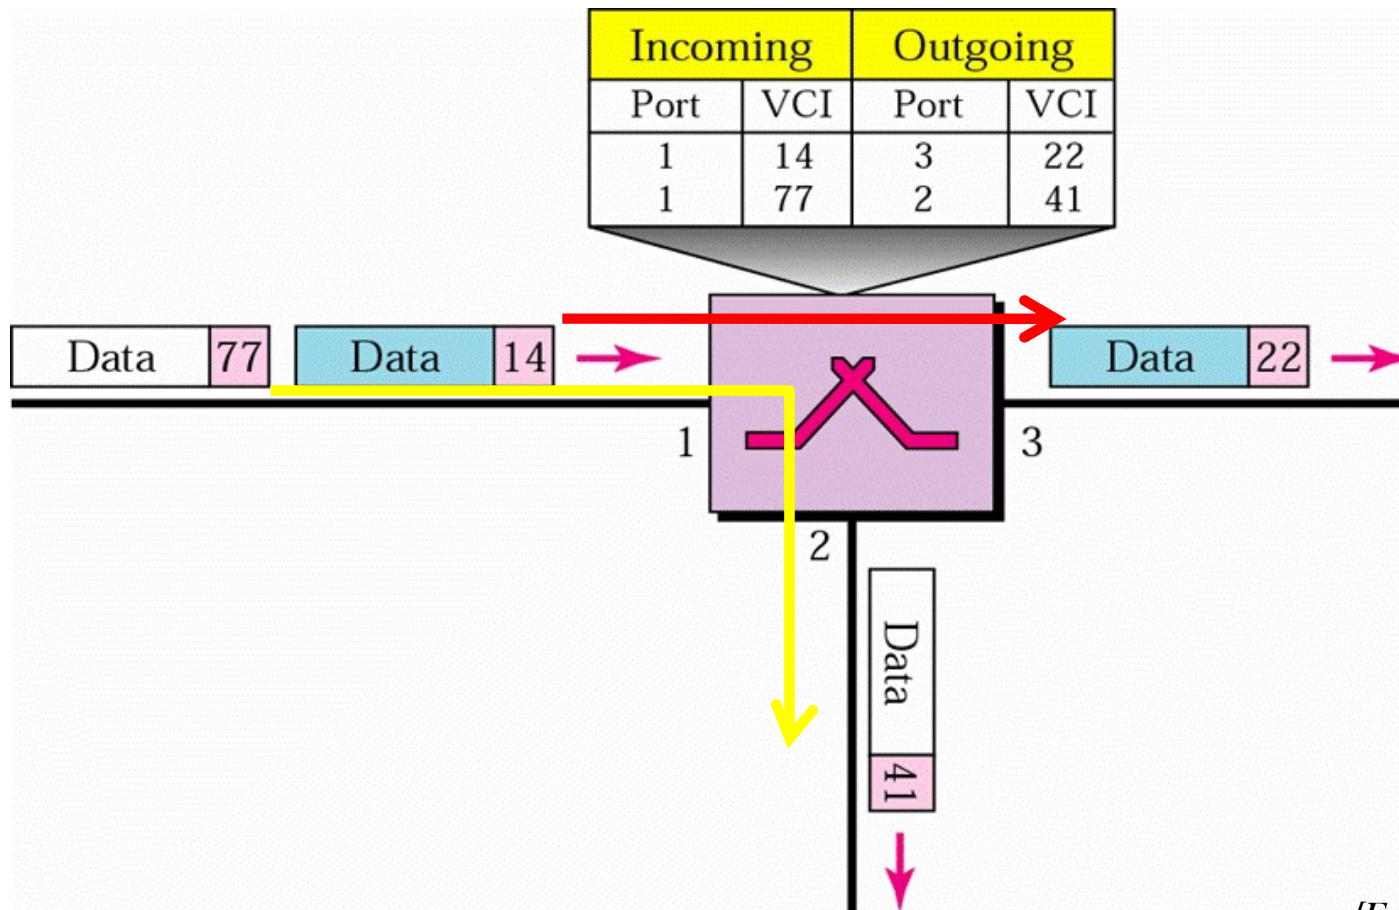 Incoming Outgoing
Port VCI Port VCI
1 14 3 22
1 77 2 41
Data 77 Data 14 Data 22
1 3
2
Data 41